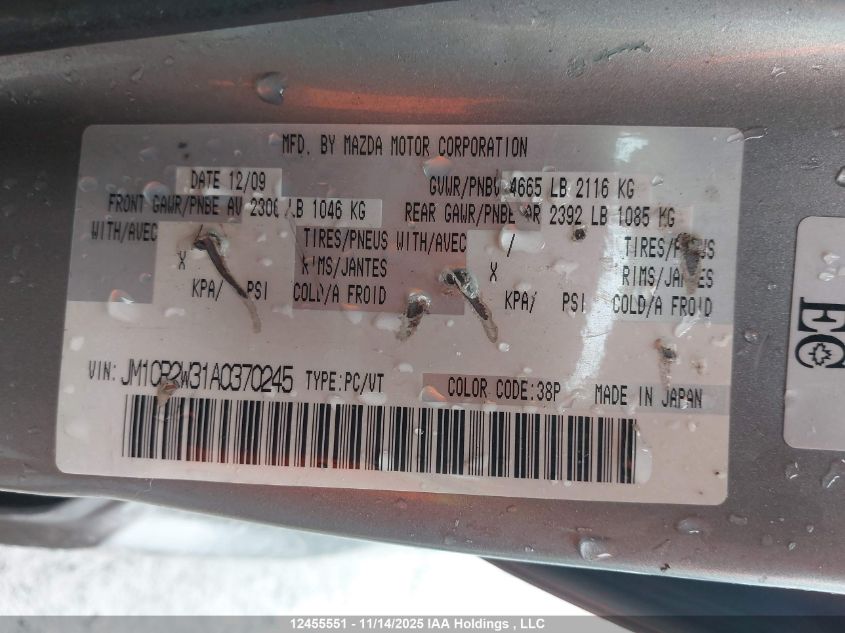 MFD. BY MAZDA MOTOR CORPORATION
DATE 12/09 GVWR/PNBV 4665 LB 2116 KG
FRONT GAWR/PNBE AV 2306 LB 1046 KG REAR GAWR/PNBE AR 2392 LB 1085 KG
WITH/AVEC / TIRES/PNEUS WITH/AVEC / TIRES/PNEUS
X RIMS/JANTES X RIMS/JANTES
KPA/ PSI COLD/A FROID KPA/ PSI COLD/A FROID
VIN: JM1CR2W31A0370245 TYPE:PC/VT COLOR CODE:38P MADE IN JAPAN
EC
12455551 - 11/14/2025 IAA Holdings , LLC